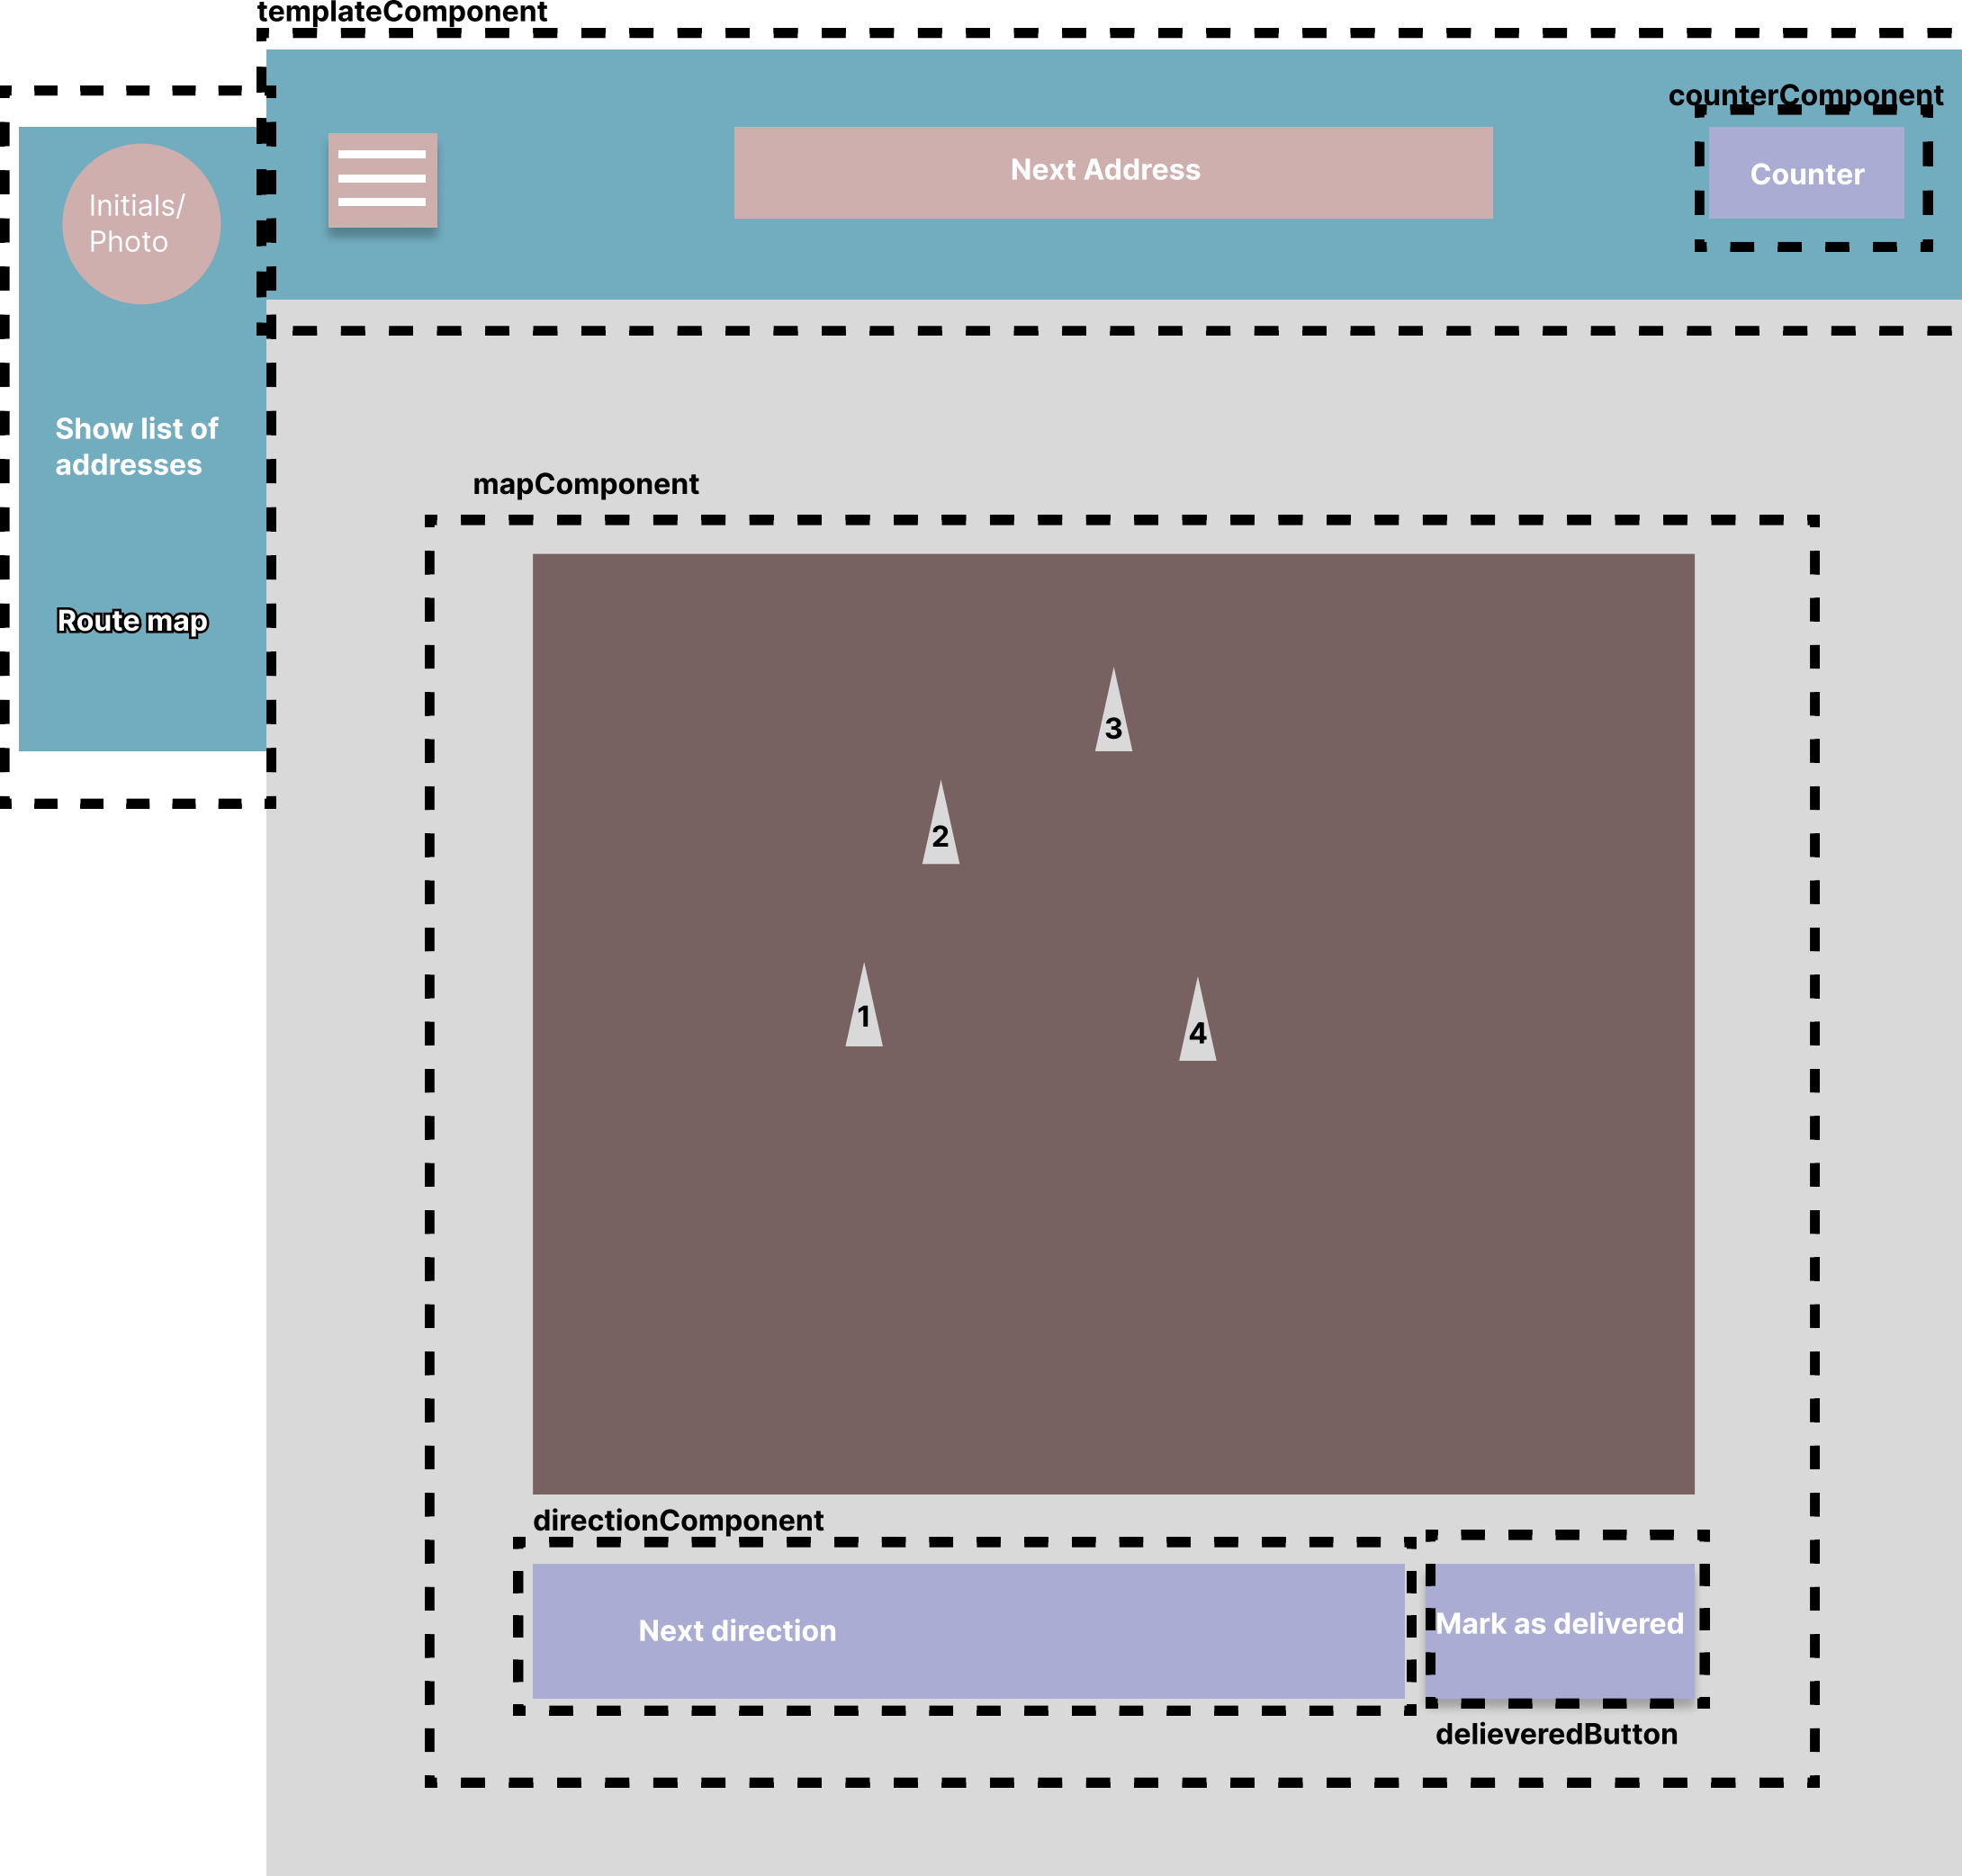 templateComponent
counterComponent
Next Address
Counter
Initials/
Photo
Show list of
addresses
Route map
mapComponent
3
2
1
4
directionComponent
Next direction
Mark as delivered
delieveredButton